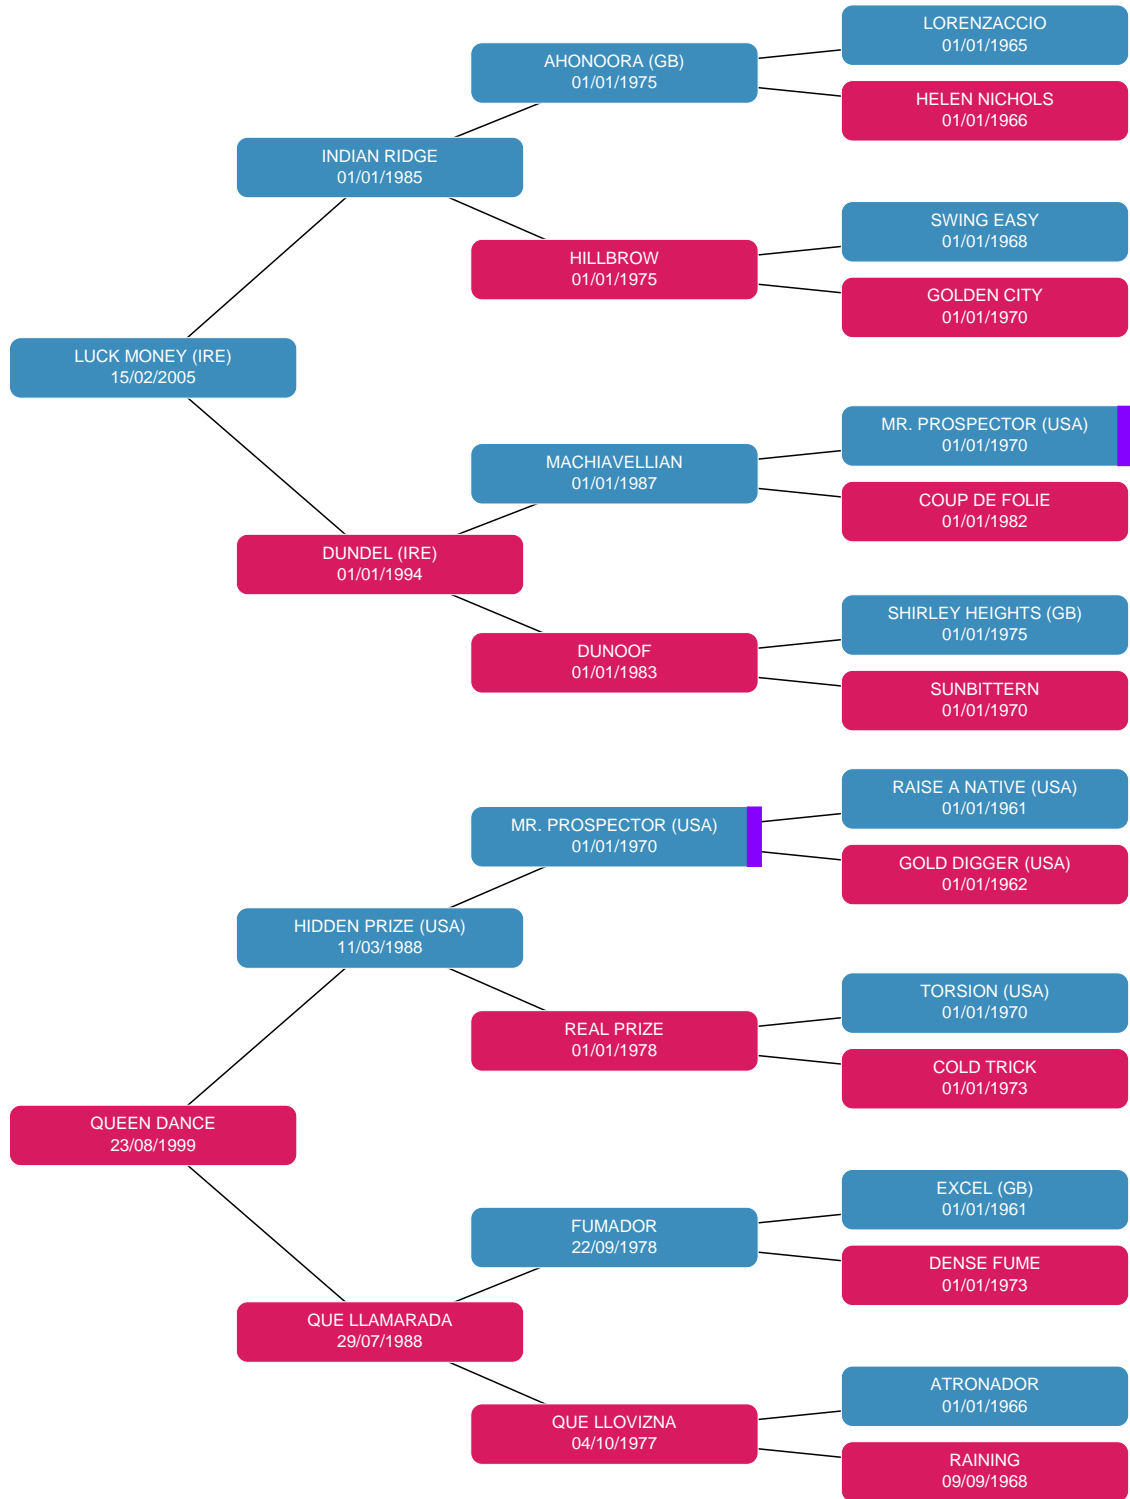 LORENZACCIO
01/01/1965
AHONOORA (GB)
01/01/1975
HELEN NICHOLS
01/01/1966
INDIAN RIDGE
01/01/1985
SWING EASY
01/01/1968
HILLBROW
01/01/1975
GOLDEN CITY
01/01/1970
LUCK MONEY (IRE)
15/02/2005
MR. PROSPECTOR (USA)
01/01/1970
MACHIAVELLIAN
01/01/1987
COUP DE FOLIE
01/01/1982
DUNDEL (IRE)
01/01/1994
SHIRLEY HEIGHTS (GB)
01/01/1975
DUNOOF
01/01/1983
SUNBITTERN
01/01/1970
RAISE A NATIVE (USA)
01/01/1961
MR. PROSPECTOR (USA)
01/01/1970
GOLD DIGGER (USA)
01/01/1962
HIDDEN PRIZE (USA)
11/03/1988
TORSION (USA)
01/01/1970
REAL PRIZE
01/01/1978
COLD TRICK
01/01/1973
QUEEN DANCE
23/08/1999
EXCEL (GB)
01/01/1961
FUMADOR
22/09/1978
DENSE FUME
01/01/1973
QUE LLAMARADA
29/07/1988
ATRONADOR
01/01/1966
QUE LLOVIZNA
04/10/1977
RAINING
09/09/1968